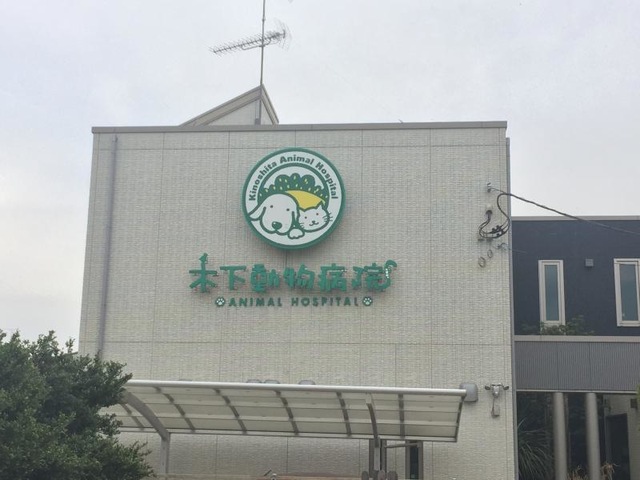 Kinoshita Animal Hospital
木下動物病院
ANIMAL HOSPITAL